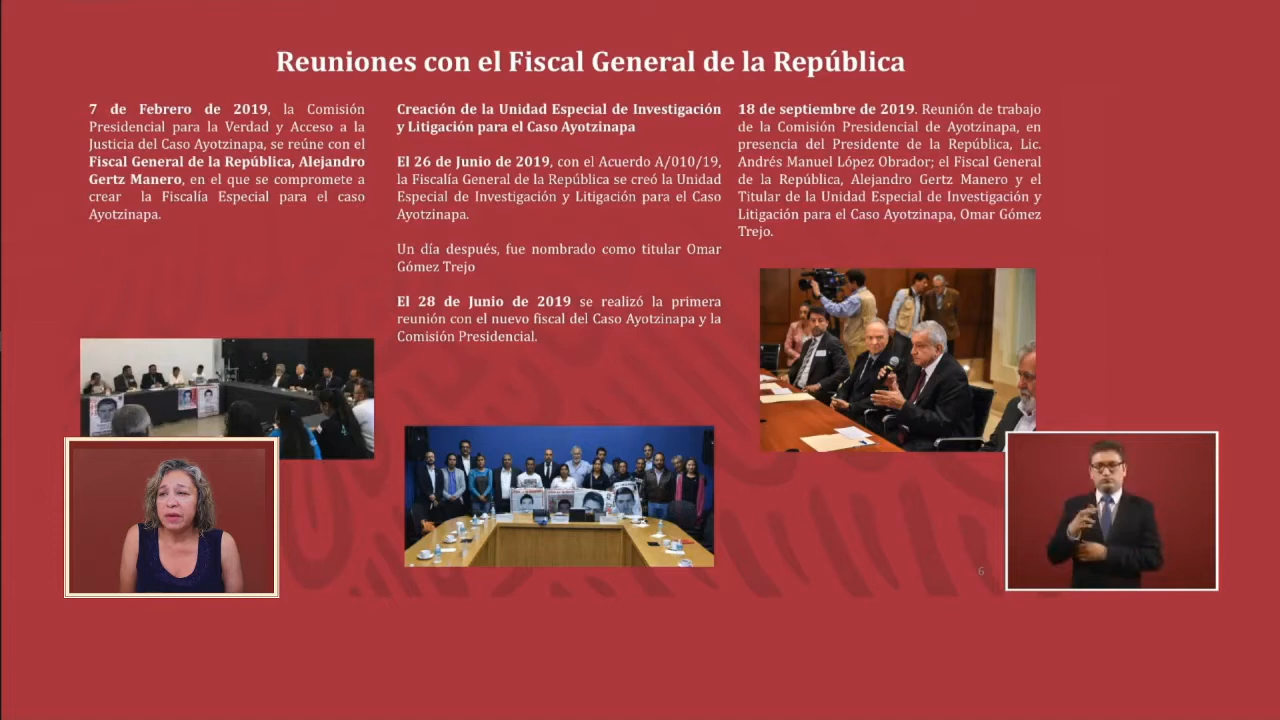 Reuniones con el Fiscal General de la República
7 de Febrero de 2019, la Comisión
Presidencial para la Verdad y Acceso a la
Justicia del Caso Ayotzinapa, se reúne con el
Fiscal General de la República, Alejandro
Gertz Manero, en el que se compromete a
crear la Fiscalía Especial para el caso
Ayotzinapa.
Creación de la Unidad Especial de Investigación
y Litigación para el Caso Ayotzinapa
El 26 de Junio de 2019, con el Acuerdo A/010/19,
la Fiscalía General de la República se creó la Unidad
Especial de Investigación y Litigación para el Caso
Ayotzinapa.
Un día después, fue nombrado como titular Omar
Gómez Trejo
El 28 de Junio de 2019 se realizó la primera
reunión con el nuevo fiscal del Caso Ayotzinapa y la
Comisión Presidencial.
18 de septiembre de 2019. Reunión de trabajo
de la Comisión Presidencial de Ayotzinapa, en
presencia del Presidente de la República, Lic.
Andrés Manuel López Obrador; el Fiscal General
de la República, Alejandro Gertz Manero y el
Titular de la Unidad Especial de Investigación y
Litigación para el Caso Ayotzinapa, Omar Gómez
Trejo.
6